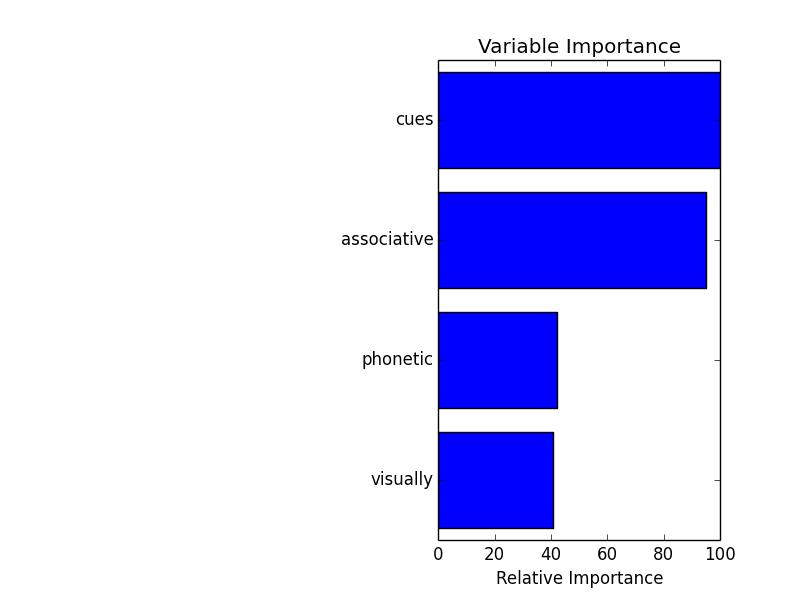 Variable Importance
cues
associative
phonetic
visually
0 20 40 60 80 100
Relative Importance